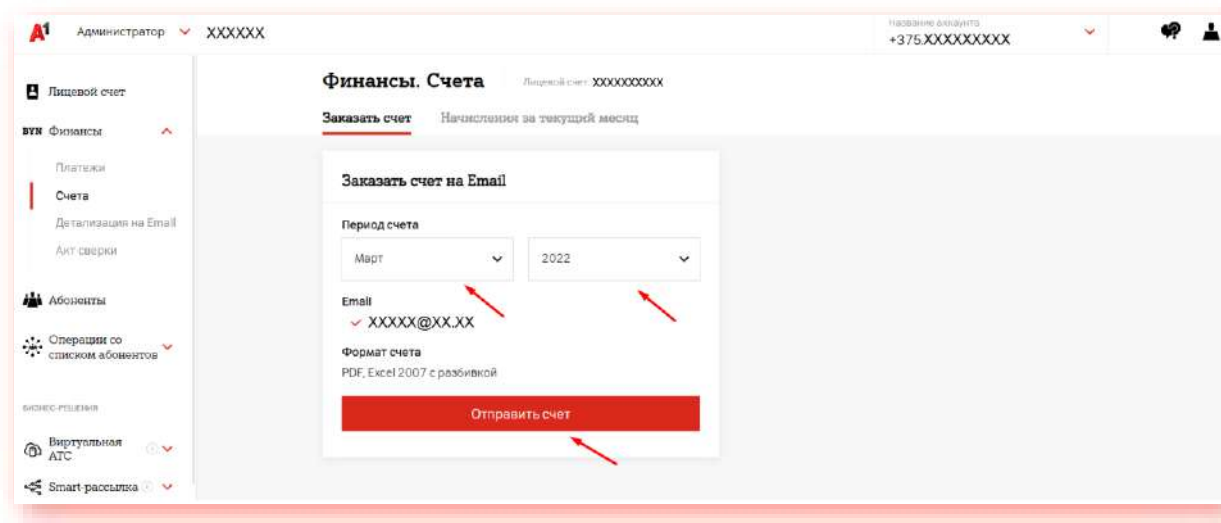 A1
Администратор
XXXXXX
Название аккаунта
+375XXXXXXXXX
Лицевой счет
BYN Финансы
Платежи
Счета
Детализация на Email
Акт сверки
Абоненты
Операции со
списком абонентов
БИЗНЕС-РЕШЕНИЯ
Виртуальная
АТС
Smart-рассылка
Финансы. Счета
Лицевой счет XXXXXXXXXX
Заказать счет
Начисления за текущий месяц
Заказать счет на Email
Период счета
Март
2022
Email
XXXXX@XX.XX
Формат счета
PDF, Excel 2007 с разбивкой
Отправить счет